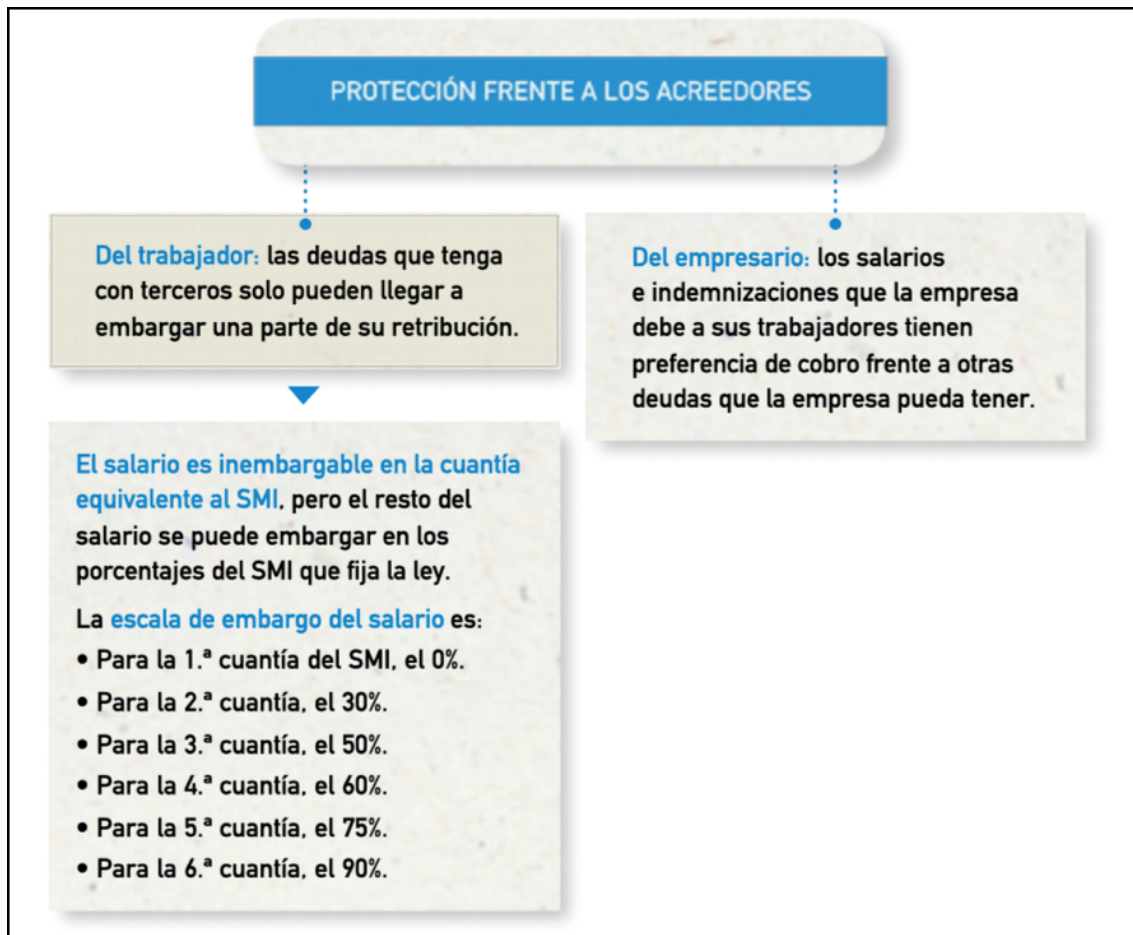 PROTECCIÓN FRENTE A LOS ACREEDORES
Del trabajador: las deudas que tenga
con terceros solo pueden llegar a
embargar una parte de su retribución.
El salario es inembargable en la cuantía
equivalente al SMI, pero el resto del
salario se puede embargar en los
porcentajes del SMI que fija la ley.
La escala de embargo del salario es:
• Para la 1.ª cuantía del SMI, el 0%.
• Para la 2.ª cuantía, el 30%.
• Para la 3.ª cuantía, el 50%.
• Para la 4.ª cuantía, el 60%.
• Para la 5.ª cuantía, el 75%.
• Para la 6.ª cuantía, el 90%.
Del empresario: los salarios
e indemnizaciones que la empresa
debe a sus trabajadores tienen
preferencia de cobro frente a otras
deudas que la empresa pueda tener.